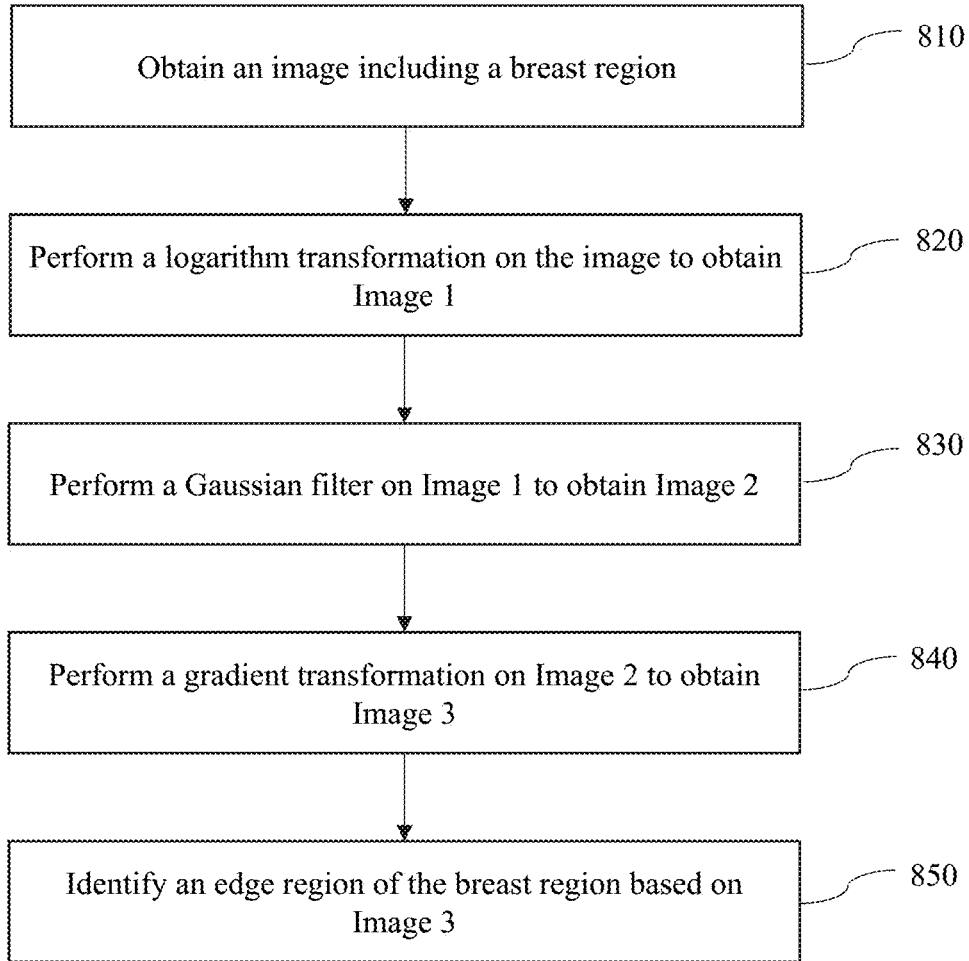 810
Obtain an image including a breast region
820
Perform a logarithm transformation on the image to obtain
Image 1
830
Perform a Gaussian filter on Image 1 to obtain Image 2
840
Perform a gradient transformation on Image 2 to obtain
Image 3
850
Identify an edge region of the breast region based on
Image 3